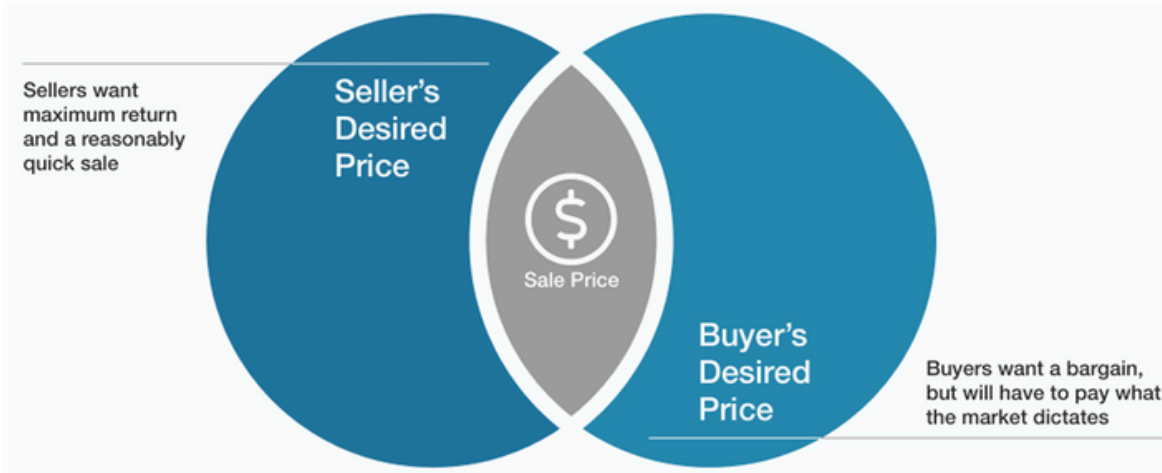 Sellers want
maximum return
and a reasonably
quick sale
Seller's
Desired
Price
$
Sale Price
Buyer's
Desired
Price
Buyers want a bargain,
but will have to pay what
the market dictates